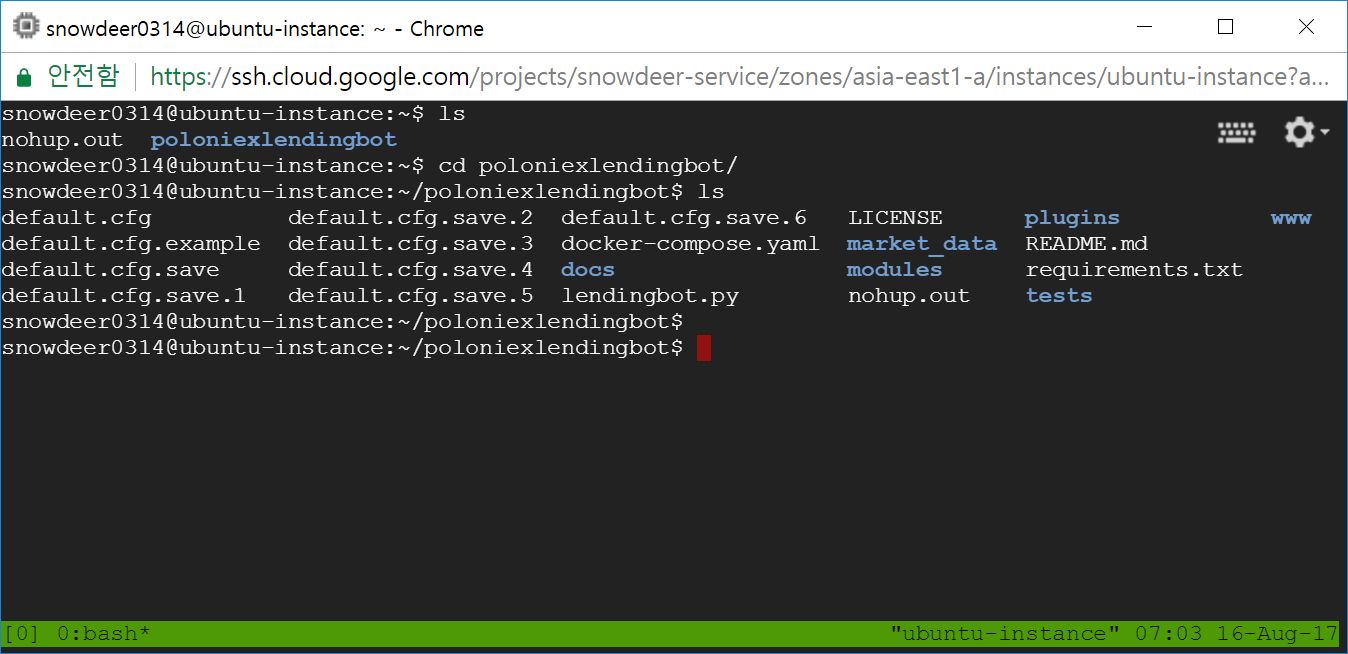 snowdeer0314@ubuntu-instance: ~ - Chrome
안전함 https://ssh.cloud.google.com/projects/snowdeer-service/zones/asia-east1-a/instances/ubuntu-instance?a...
snowdeer0314@ubuntu-instance:~$ ls
nohup.out  poloniexlendingbot
snowdeer0314@ubuntu-instance:~$ cd poloniexlendingbot/
snowdeer0314@ubuntu-instance:~/poloniexlendingbot$ ls
default.cfg          default.cfg.save.2  default.cfg.save.6   LICENSE      plugins           www
default.cfg.example  default.cfg.save.3  docker-compose.yaml  market_data  README.md
default.cfg.save     default.cfg.save.4  docs                 modules      requirements.txt
default.cfg.save.1   default.cfg.save.5  lendingbot.py        nohup.out    tests
snowdeer0314@ubuntu-instance:~/poloniexlendingbot$
snowdeer0314@ubuntu-instance:~/poloniexlendingbot$
[0] 0:bash* "ubuntu-instance" 07:03 16-Aug-17